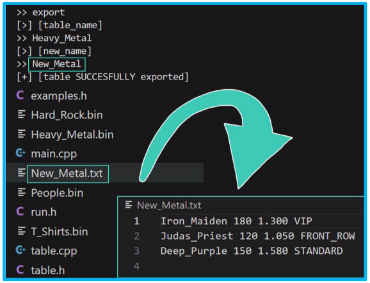 >> export
[>] [table_name]
>> Heavy_Metal
[>] [new_name]
>> New_Metal
[+] [table SUCCESFULLY exported]
C examples.h
Hard_Rock.bin
Heavy_Metal.bin
C++ main.cpp
New_Metal.txt
People.bin
C run.h
T_Shirts.bin
C++ table.cpp
C table.h
New_Metal.txt
1 Iron_Maiden 180 1.300 VIP
2 Judas_Priest 120 1.050 FRONT_ROW
3 Deep_Purple 150 1.580 STANDARD
4